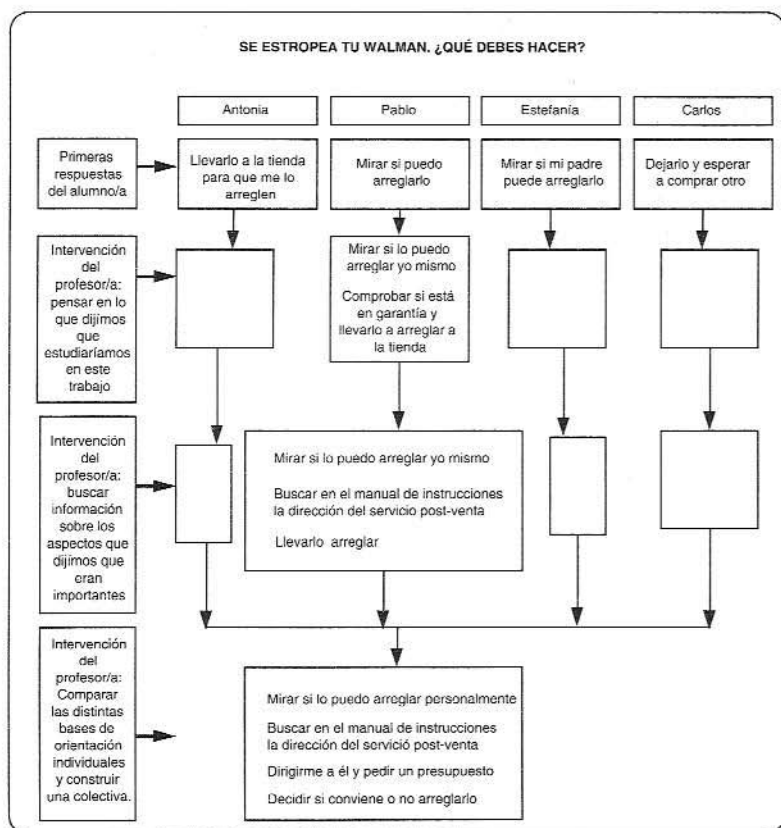 SE ESTROPEA TU WALMAN. ¿QUÉ DEBES HACER?
Antonia
Pablo
Estefanía
Carlos
Primeras
respuestas
del alumno/a
Llevarlo a la tienda
para que me lo
arreglen
Mirar si puedo
arreglarlo
Mirar si mi padre
puede arreglarlo
Dejarlo y esperar
a comprar otro
Intervención
del
profesor/a:
pensar en lo
que dijímos
que
estudiaríamos
en este
trabajo
Mirar si lo puedo
arreglar yo mismo
Comprobar si está
en garantía y
llevarlo a arreglar a
la tienda
Intervención
del
profesor/a:
buscar
información
sobre los
aspectos que
dijímos que
eran
importantes
Mirar si lo puedo arreglar yo mismo
Buscar en el manual de instrucciones
la dirección del servicio post-venta
Llevarlo arreglar
Intervención
del
profesor/a:
Comparar
las distintas
bases de
orientación
individuales
y construir
una colectiva.
Mirar si lo puedo arreglar personalmente
Buscar en el manual de instrucciones
la dirección del servició post-venta
Dirigirme a él y pedir un presupuesto
Decidir si conviene o no arreglarlo